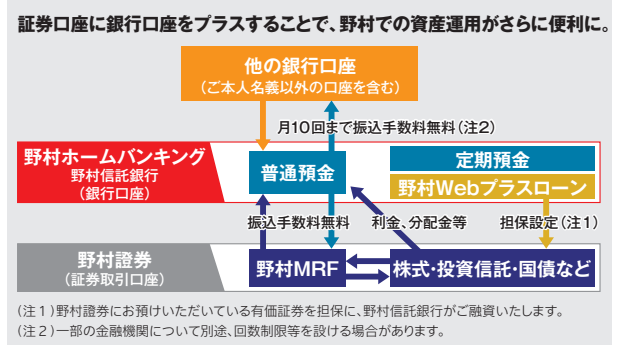 証券口座に銀行口座をプラスすることで、野村での資産運用がさらに便利に。
他の銀行口座
（ご本人名義以外の口座を含む）
月10回まで振込手数料無料（注2）
野村ホームバンキング
野村信託銀行
（銀行口座）
普通預金
定期預金
野村Webプラスローン
振込手数料無料
利金、分配金等
担保設定（注1）
野村證券
（証券取引口座）
野村MRF
株式・投資信託・国債など
（注1）野村證券にお預けいただいている有価証券を担保に、野村信託銀行がご融資いたします。
（注2）一部の金融機関について別途、回数制限等を設ける場合があります。